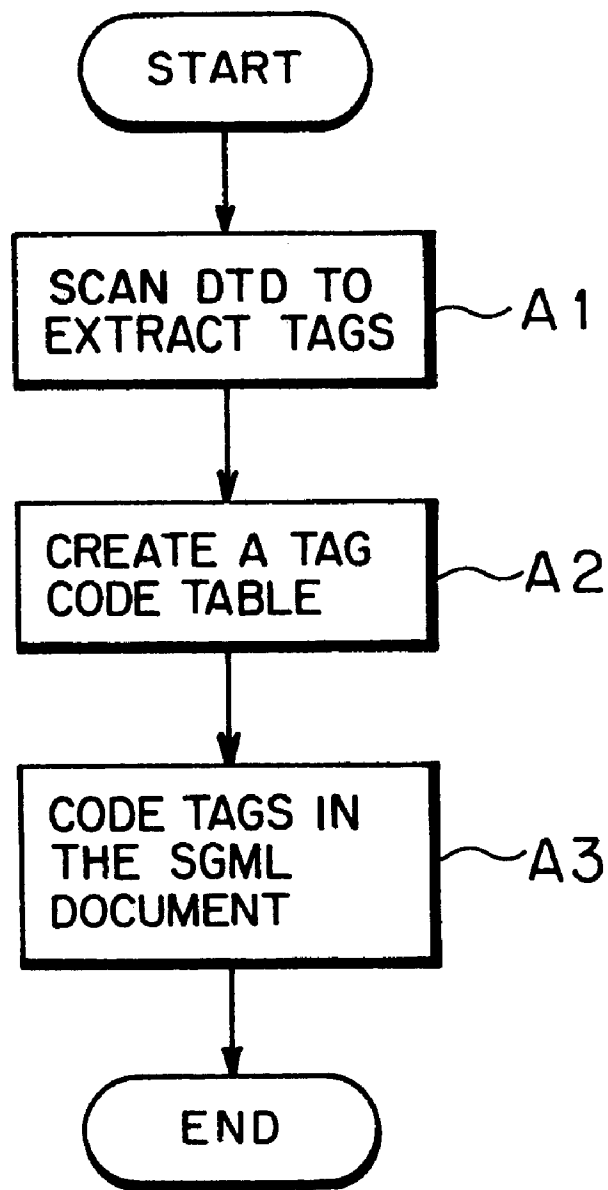 START
SCAN DTD TO
EXTRACT TAGS
A1
CREATE A TAG
CODE TABLE
A2
CODE TAGS IN
THE SGML
DOCUMENT
A3
END